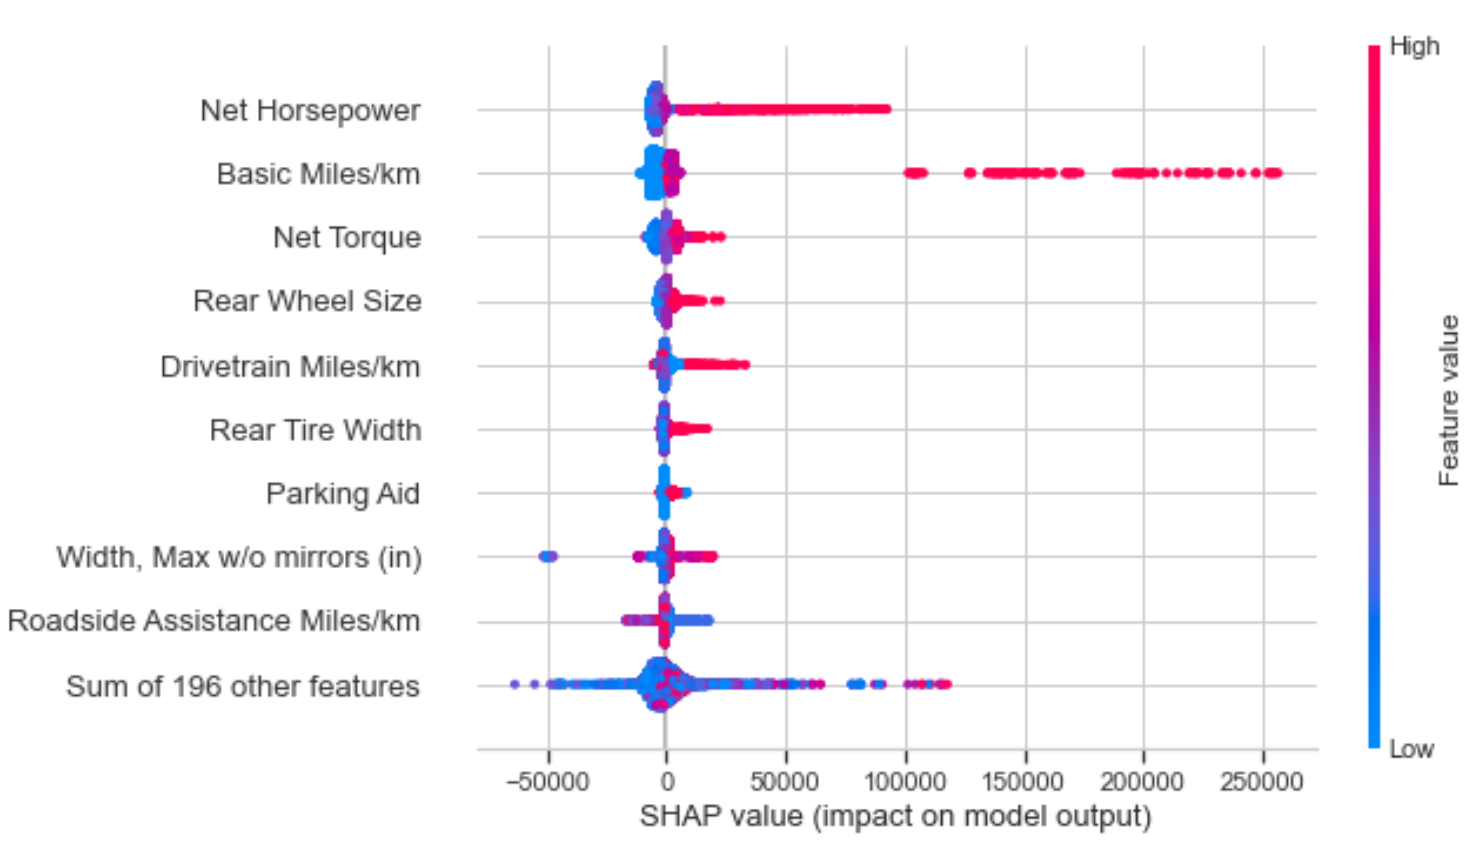 High
Net Horsepower
Basic Miles/km
Net Torque
Rear Wheel Size
Drivetrain Miles/km
Rear Tire Width
Parking Aid
Width, Max w/o mirrors (in)
Roadside Assistance Miles/km
Sum of 196 other features
Feature value
Low
−50000 0 50000 100000 150000 200000 250000
SHAP value (impact on model output)